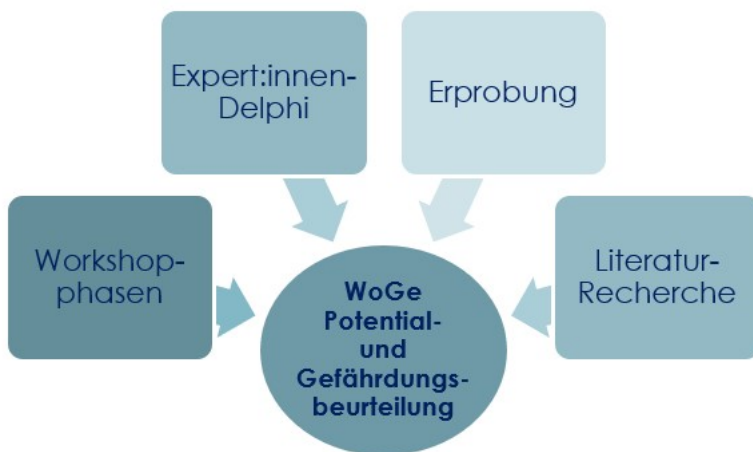 Expert:innen-
Delphi
Erprobung
Workshop-
phasen
WoGe
Potential-
und
Gefährdungs-
beurteilung
Literatur-
Recherche